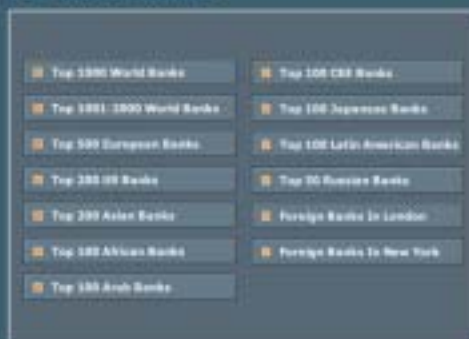 Top 1000 World Banks
Top 1001-2000 World Banks
Top 500 European Banks
Top 200 US Banks
Top 200 Asian Banks
Top 100 African Banks
Top 100 Arab Banks
Top 100 CEE Banks
Top 100 Japanese Banks
Top 100 Latin American Banks
Top 50 Russian Banks
Foreign Banks In London
Foreign Banks In New York